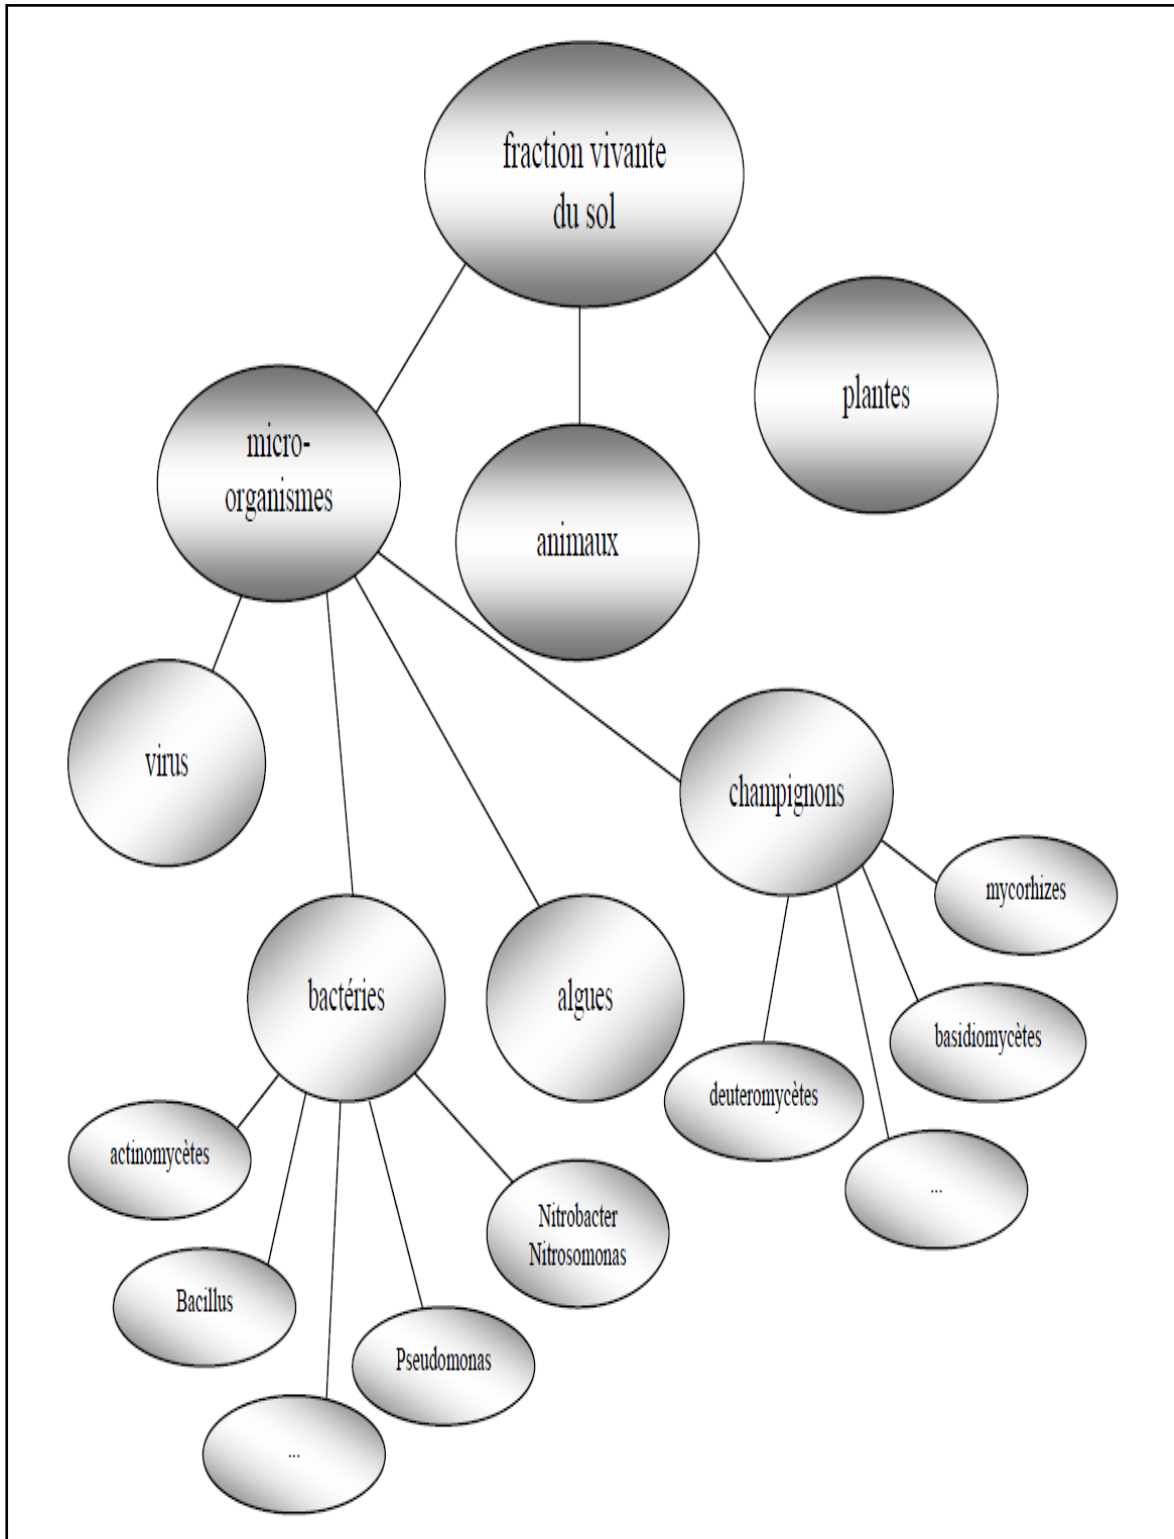 fraction vivante
du sol
plantes
micro-
organismes
animaux
virus
champignons
mycorhizes
bactéries
algues
basidiomycètes
deuteromycètes
actinomycètes
...
Nitrobacter
Nitrosomonas
Bacillus
Pseudomonas
...